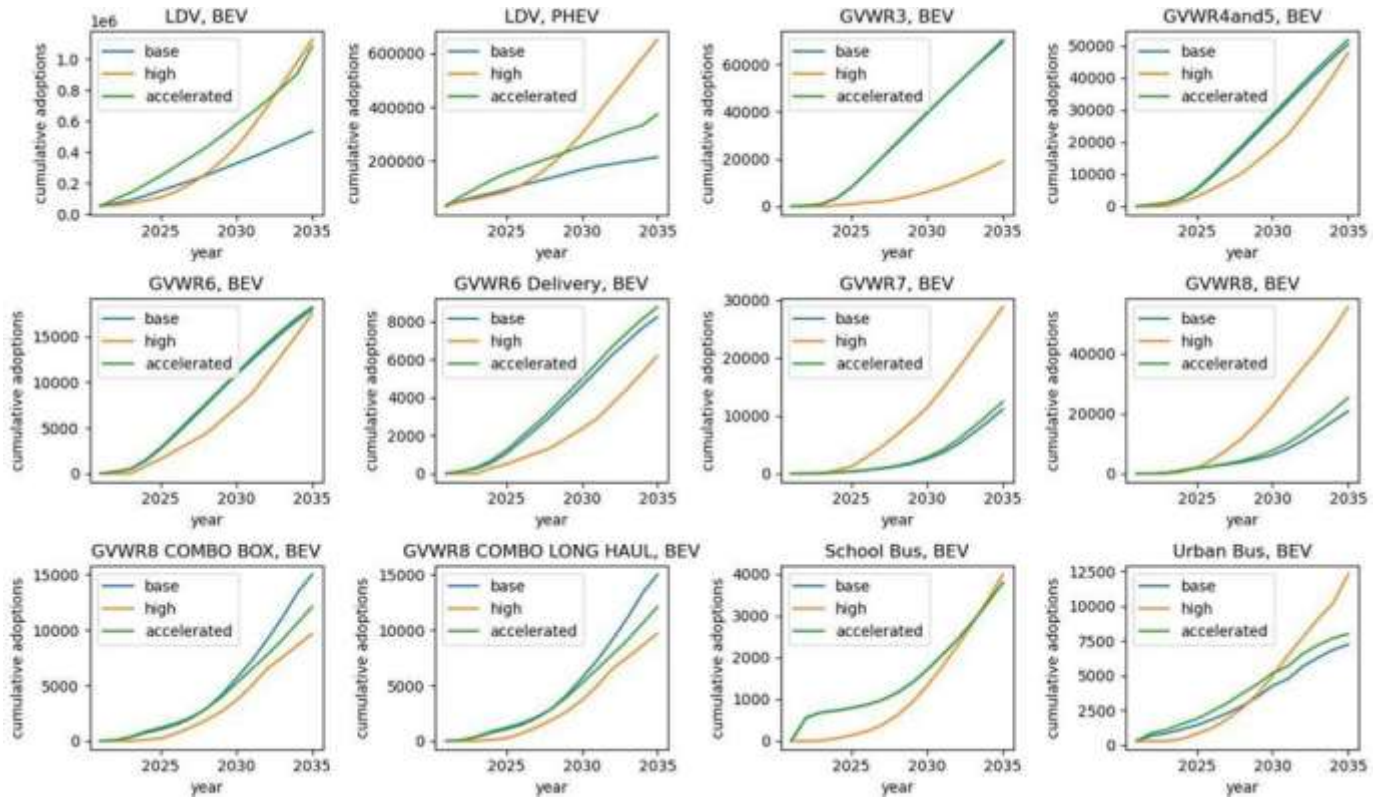 LDV, BEV
1e6
cumulative adoptions
1.0
0.8
0.6
0.4
0.2
0.0
base
high
accelerated
2025 2030 2035
year
LDV, PHEV
cumulative adoptions
600000
400000
200000
base
high
accelerated
2025 2030 2035
year
GVWR3, BEV
cumulative adoptions
60000
40000
20000
0
base
high
accelerated
2025 2030 2035
year
GVWR4and5, BEV
cumulative adoptions
50000
40000
30000
20000
10000
0
base
high
accelerated
2025 2030 2035
year
GVWR6, BEV
cumulative adoptions
15000
10000
5000
0
base
high
accelerated
2025 2030 2035
year
GVWR6 Delivery, BEV
cumulative adoptions
8000
6000
4000
2000
0
base
high
accelerated
2025 2030 2035
year
GVWR7, BEV
cumulative adoptions
30000
20000
10000
0
base
high
accelerated
2025 2030 2035
year
GVWR8, BEV
cumulative adoptions
40000
20000
0
base
high
accelerated
2025 2030 2035
year
GVWR8 COMBO BOX, BEV
cumulative adoptions
15000
10000
5000
0
base
high
accelerated
2025 2030 2035
year
GVWR8 COMBO LONG HAUL, BEV
cumulative adoptions
15000
10000
5000
0
base
high
accelerated
2025 2030 2035
year
School Bus, BEV
cumulative adoptions
4000
3000
2000
1000
0
base
high
accelerated
2025 2030 2035
year
Urban Bus, BEV
cumulative adoptions
12500
10000
7500
5000
2500
0
base
high
accelerated
2025 2030 2035
year